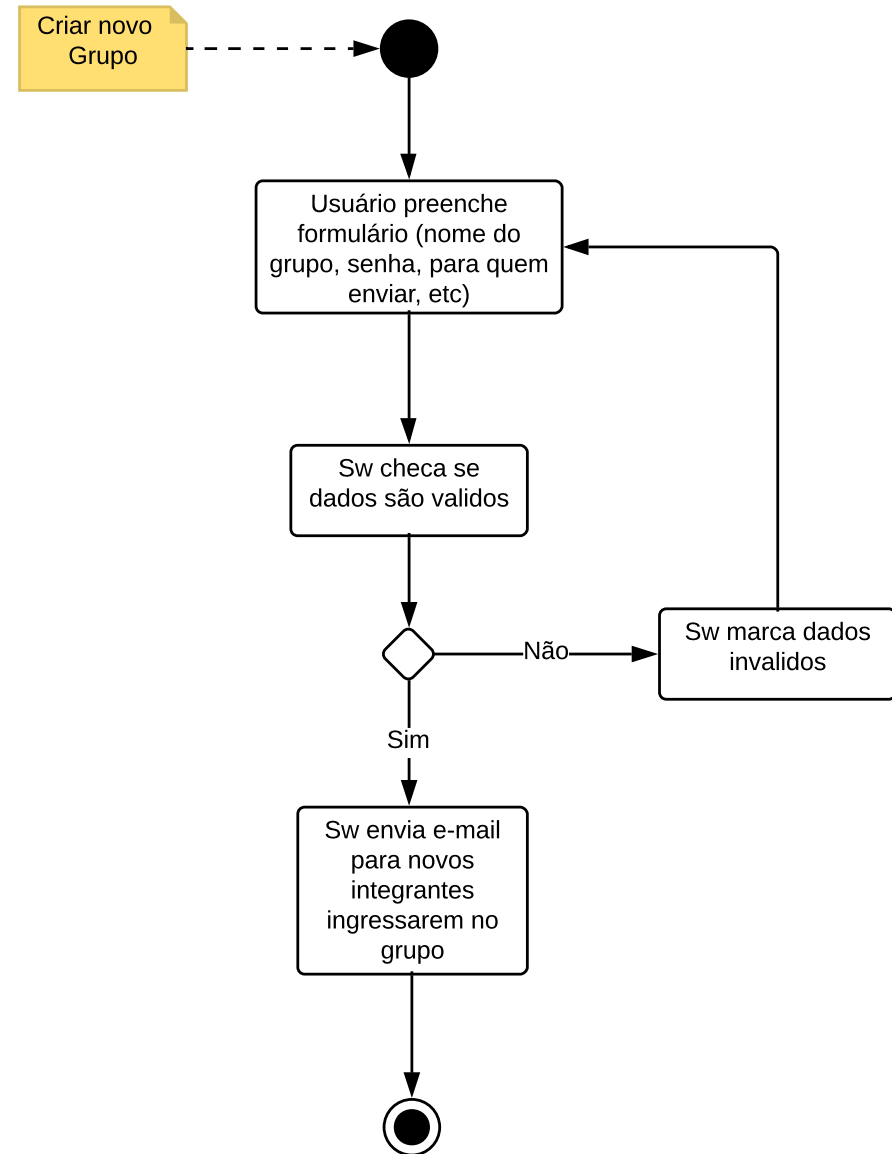 Criar novo
Grupo
Usuário preenche
formulário (nome do
grupo, senha, para quem
enviar, etc)
Sw checa se
dados são validos
Não
Sw marca dados
invalidos
Sim
Sw envia e-mail
para novos
integrantes
ingressarem no
grupo